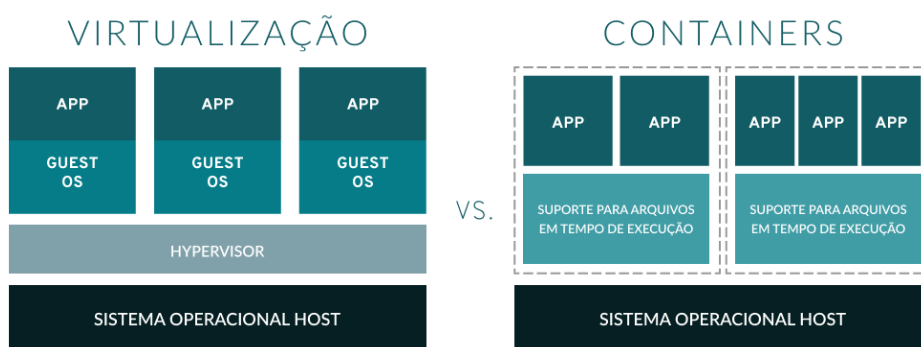 VIRTUALIZAÇÃO
APP
APP
APP
GUEST
OS
GUEST
OS
GUEST
OS
HYPERVISOR
SISTEMA OPERACIONAL HOST
VS.
CONTAINERS
APP
APP
APP
APP
APP
SUPORTE PARA ARQUIVOS
EM TEMPO DE EXECUÇÃO
SUPORTE PARA ARQUIVOS
EM TEMPO DE EXECUÇÃO
SISTEMA OPERACIONAL HOST